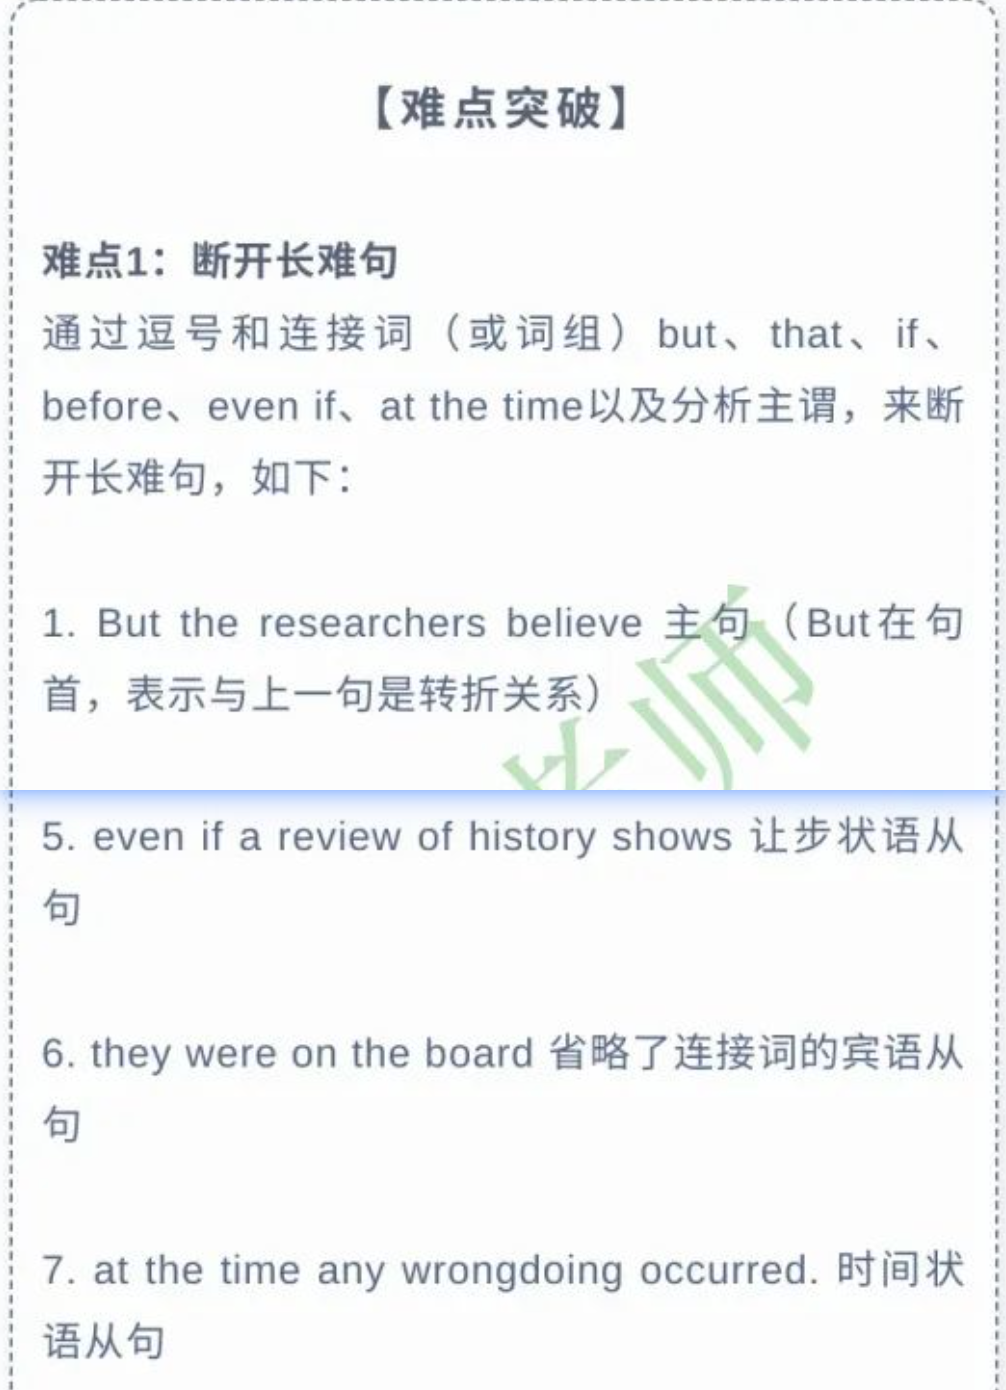 【难点突破】
难点1：断开长难句
通过逗号和连接词（或词组）but、that、if、
before、even if、at the time以及分析主谓，来断
开长难句，如下：
1. But the researchers believe 主句（But在句
首，表示与上一句是转折关系）
师
5. even if a review of history shows 让步状语从
句
6. they were on the board 省略了连接词的宾语从
句
7. at the time any wrongdoing occurred. 时间状
语从句